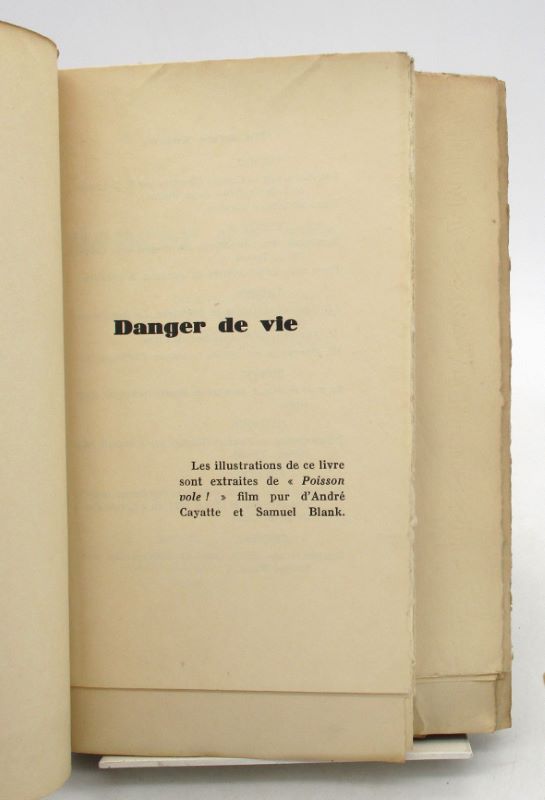 Danger de vie
Les illustrations de ce livre
sont extraites de « Poisson
vole ! » film pur d'André
Cayatte et Samuel Blank.